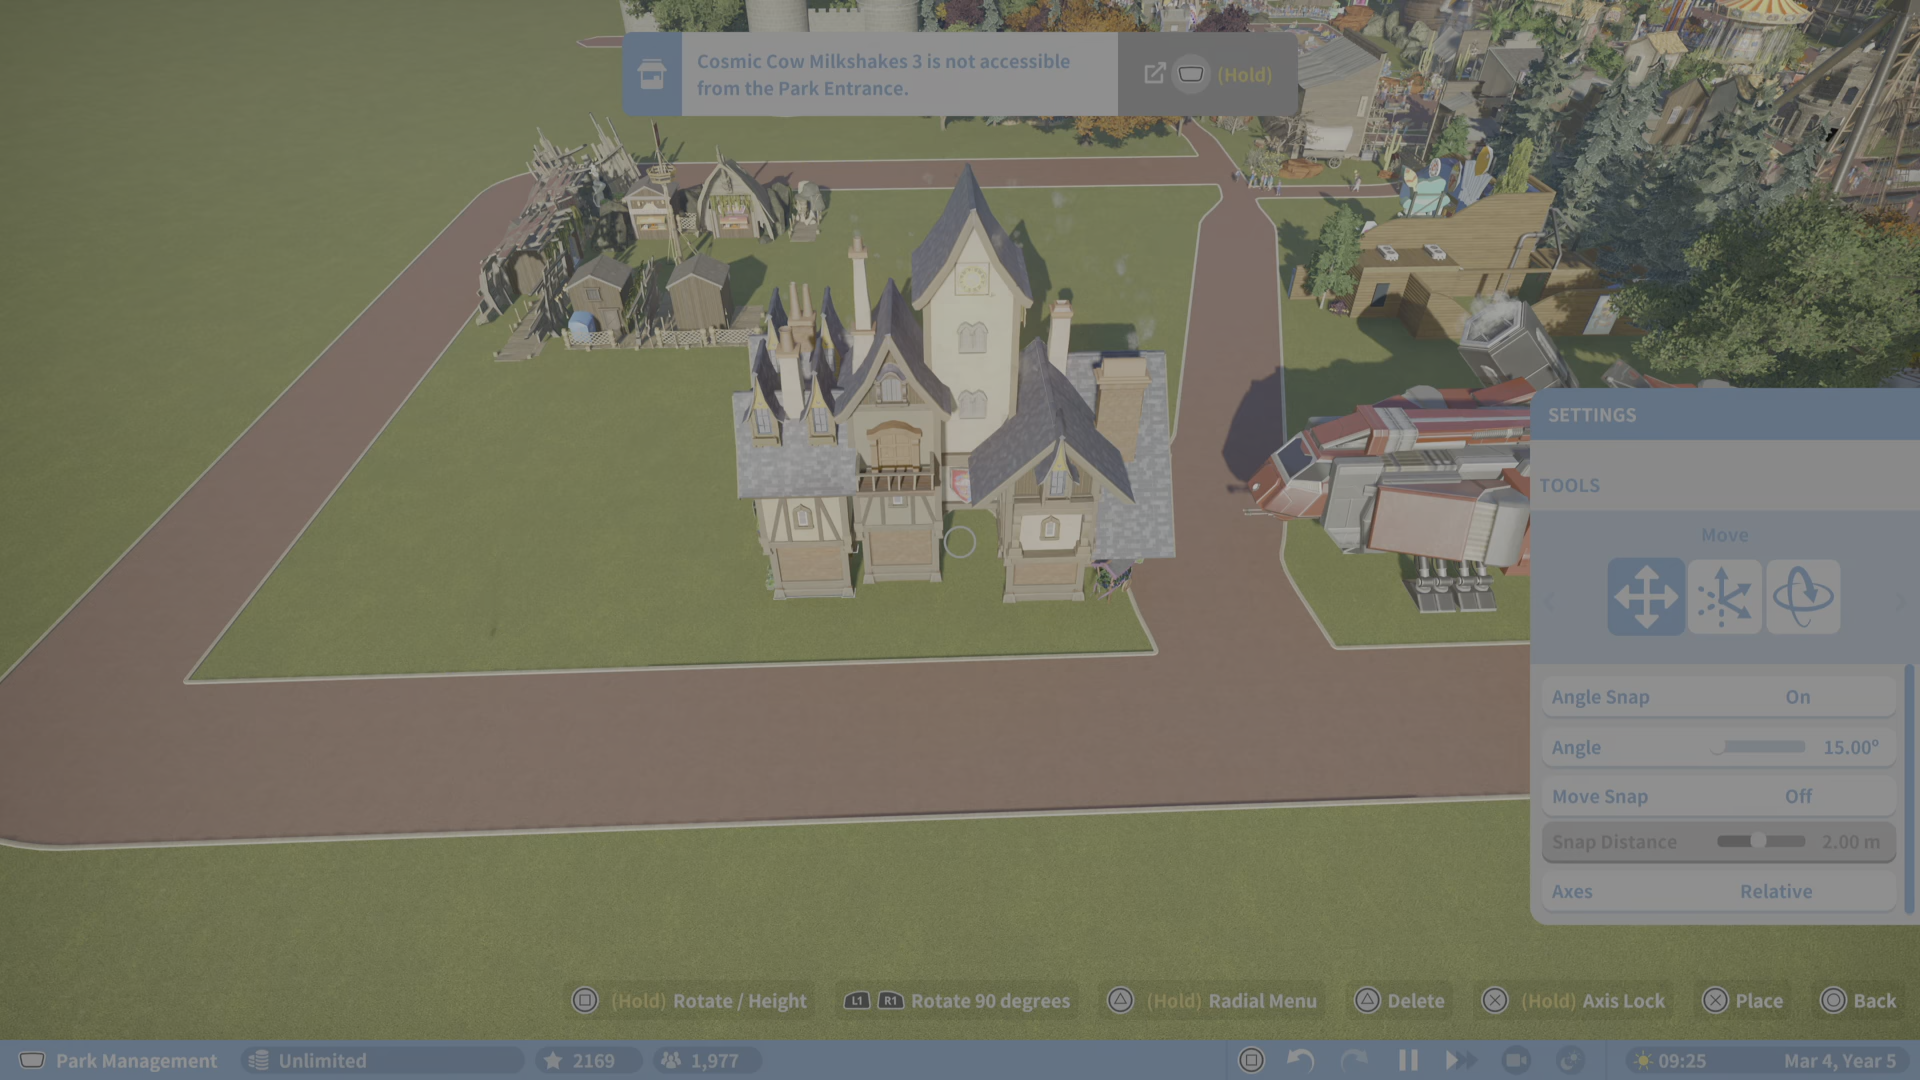 Cosmic Cow Milkshakes 3 is not accessible
from the Park Entrance.
(Hold)
SETTINGS
TOOLS
Move
Angle Snap On
Angle 15.00°
Move Snap Off
Snap Distance 2.00 m
Axes Relative
(Hold) Rotate / Height L1 R1 Rotate 90 degrees (Hold) Radial Menu Delete (Hold) Axis Lock Place Back
Park Management Unlimited 2169 1,977 09:25 Mar 4, Year 5